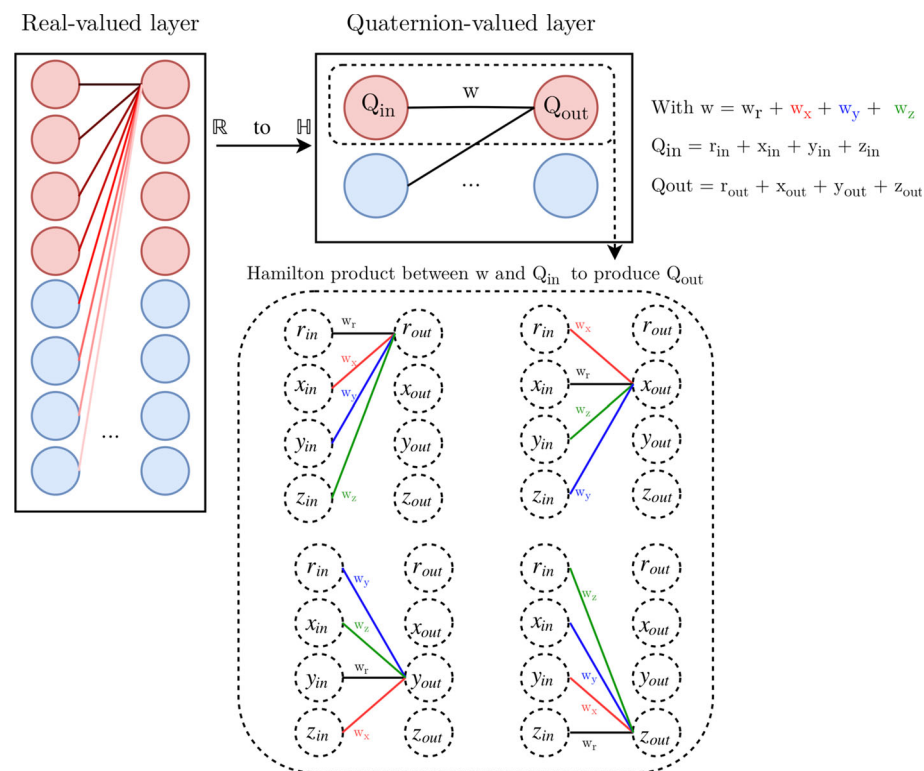 Real-valued layer
Quaternion-valued layer
ℝ to ℍ
Q_in w Q_out
...
...
With w = w_r + w_x + w_y + w_z
Q_in = r_in + x_in + y_in + z_in
Qout = r_out + x_out + y_out + z_out
Hamilton product between w and Q_in to produce Q_out
r_in w_r r_out
x_in w_x x_out
y_in w_y y_out
z_in w_z z_out
r_in w_x r_out
x_in w_r x_out
y_in w_z y_out
z_in w_y z_out
r_in w_y r_out
x_in w_z x_out
y_in w_r y_out
z_in w_x z_out
r_in w_z r_out
x_in x_out
y_in w_y y_out
w_x
z_in w_r z_out